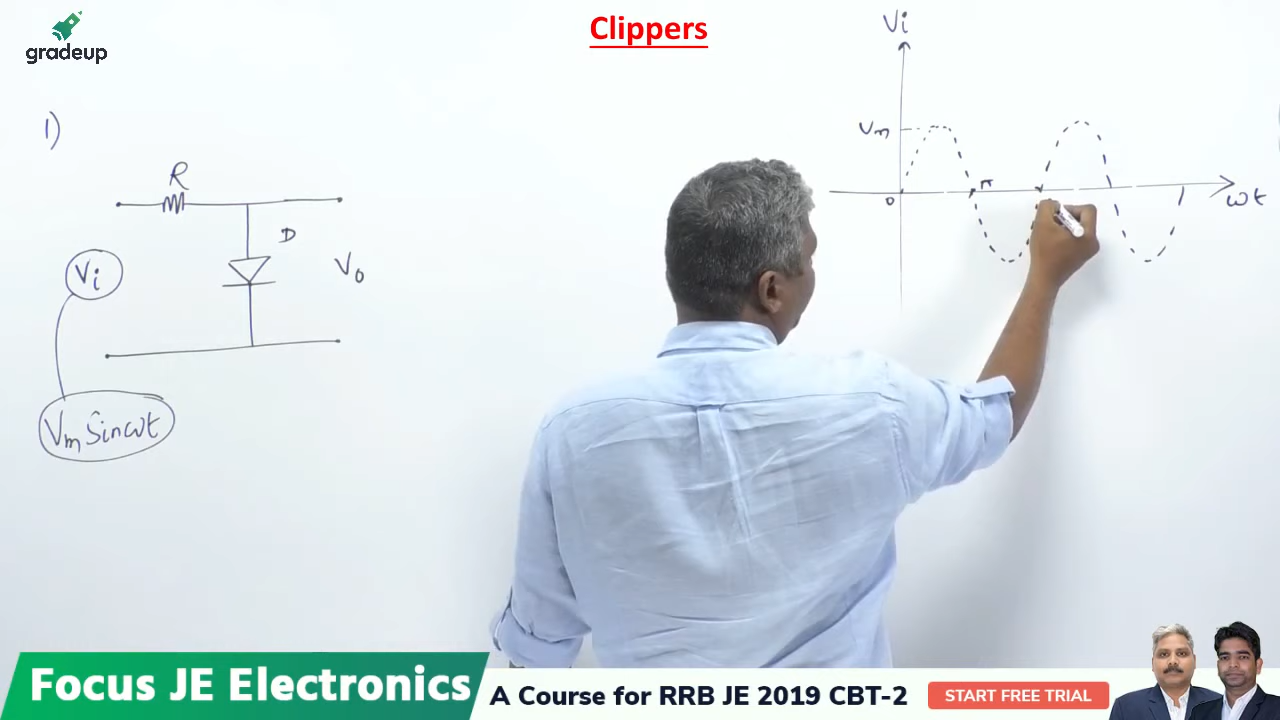 gradeup
Clippers
Vi
Vm
0
π
ωt
1)
R
D
Vi
Vo
Vm Sinωt
Focus JE Electronics
A Course for RRB JE 2019 CBT-2
START FREE TRIAL